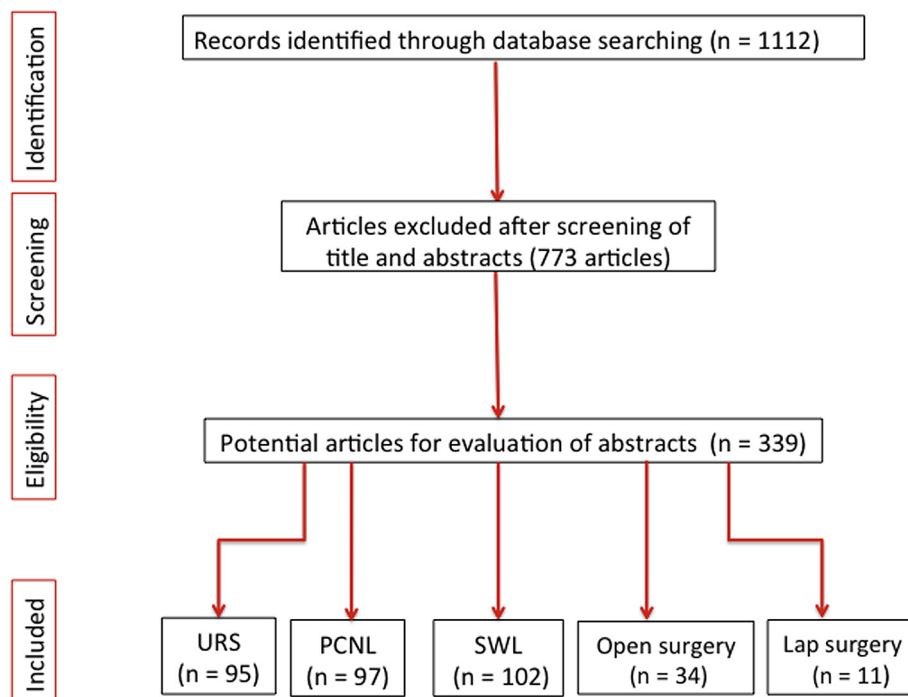 Identification
Records identified through database searching (n = 1112)
Screening
Articles excluded after screening of
title and abstracts (773 articles)
Eligibility
Potential articles for evaluation of abstracts (n = 339)
Included
URS
(n = 95)
PCNL
(n = 97)
SWL
(n = 102)
Open surgery
(n = 34)
Lap surgery
(n = 11)